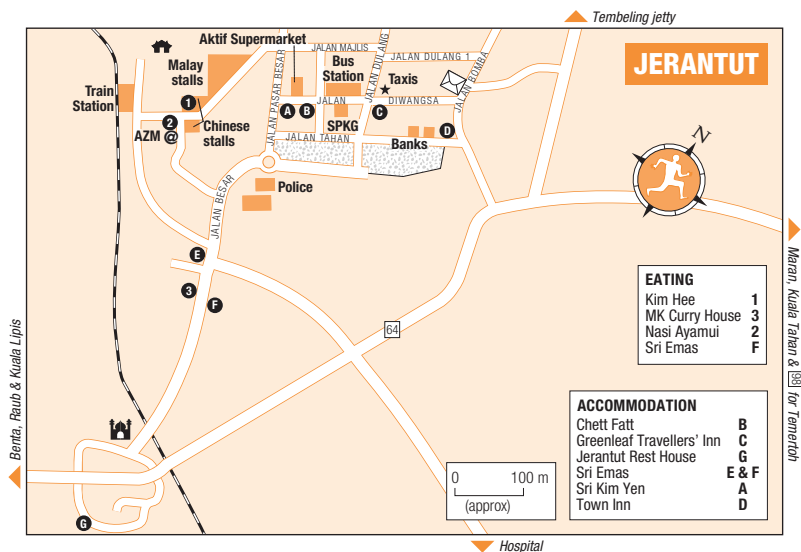 Tembeling jetty
JERANTUT
Aktif Supermarket
JALAN MAJLIS
JALAN DULANG 1
Malay
stalls
Bus
Station
Taxis
JALAN PASAR BESAR
JALAN DULANG
JALAN BOMBA
Train
Station
1
A
B
JALAN
C
DIWANGSA
2
AZM @
Chinese
stalls
SPKG
JALAN TAHAN
Banks
D
N
Police
JALAN BESAR
E
3
F
64
EATING
Kim Hee 1
MK Curry House 3
Nasi Ayamui 2
Sri Emas F
Maran, Kuala Tahan & 98 for Temertoh
Benta, Raub & Kuala Lipis
ACCOMMODATION
Chett Fatt B
Greenleaf Travellers' Inn C
Jerantut Rest House G
Sri Emas E & F
Sri Kim Yen A
Town Inn D
0 100 m
(approx)
G
Hospital